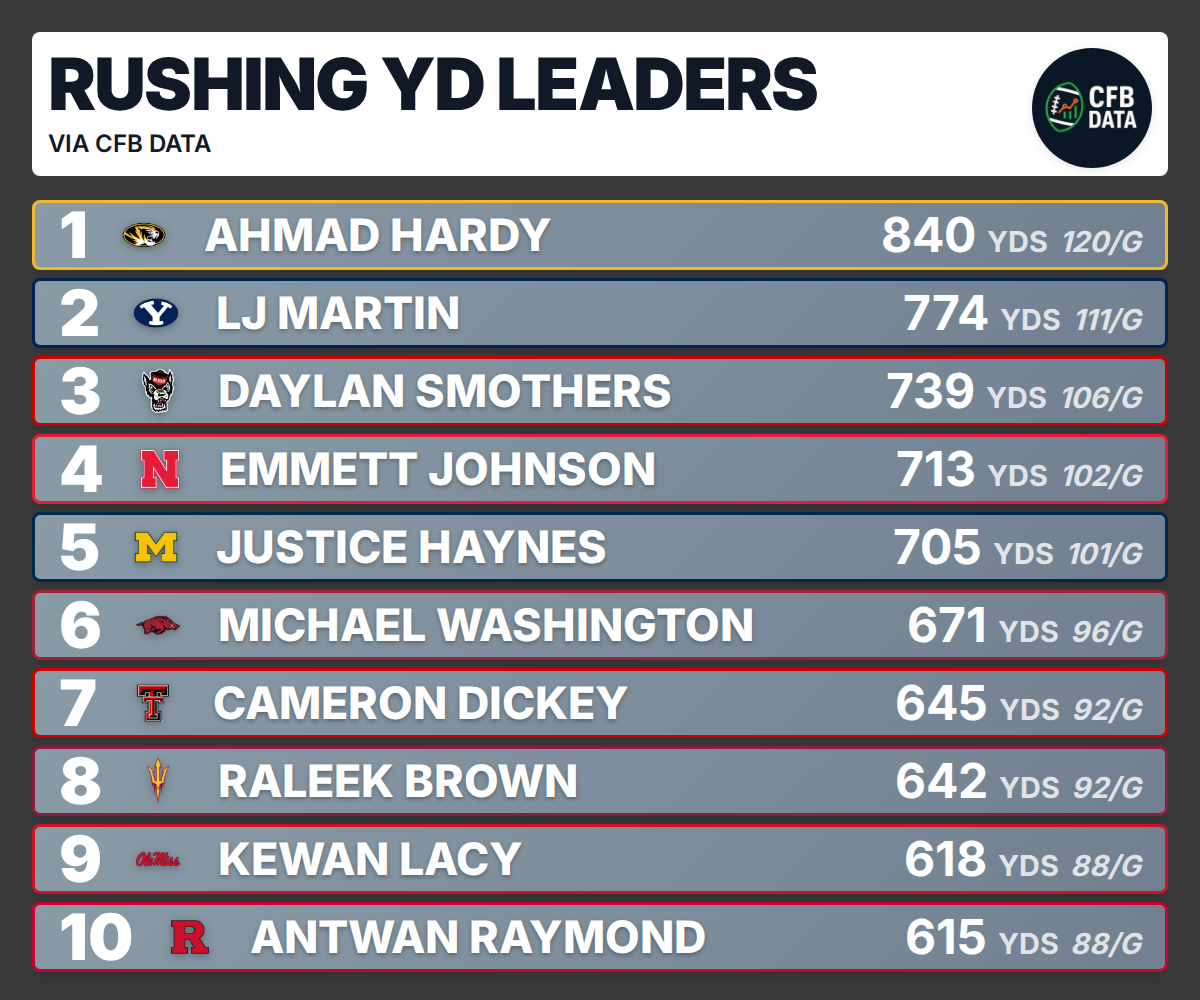 RUSHING YD LEADERS
VIA CFB DATA
CFB
DATA
1 AHMAD HARDY 840 YDS 120/G
2 Y LJ MARTIN 774 YDS 111/G
3 DAYLAN SMOTHERS 739 YDS 106/G
4 N EMMETT JOHNSON 713 YDS 102/G
5 M JUSTICE HAYNES 705 YDS 101/G
6 MICHAEL WASHINGTON 671 YDS 96/G
7 T CAMERON DICKEY 645 YDS 92/G
8 RALEEK BROWN 642 YDS 92/G
9 Ole Miss KEWAN LACY 618 YDS 88/G
10 R ANTWAN RAYMOND 615 YDS 88/G